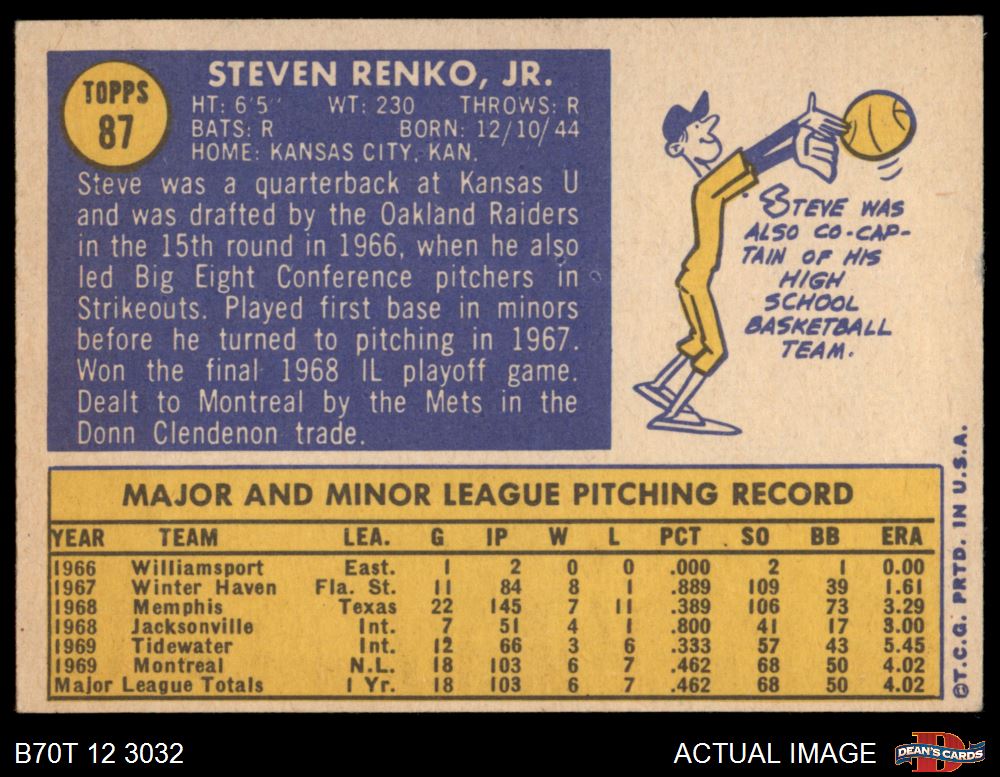 TOPPS
87
STEVEN RENKO, JR.
HT: 6'5" WT: 230 THROWS: R
BATS: R BORN: 12/10/44
HOME: KANSAS CITY, KAN.
Steve was a quarterback at Kansas U
and was drafted by the Oakland Raiders
in the 15th round in 1966, when he also
led Big Eight Conference pitchers in
Strikeouts. Played first base in minors
before he turned to pitching in 1967.
Won the final 1968 IL playoff game.
Dealt to Montreal by the Mets in the
Donn Clendenon trade.
STEVE WAS
ALSO CO-CAP-
TAIN OF HIS
HIGH
SCHOOL
BASKETBALL
TEAM.
MAJOR AND MINOR LEAGUE PITCHING RECORD
YEAR TEAM LEA. G IP W L PCT SO BB ERA
1966 Williamsport East. 1 2 0 0 .000 2 1 0.00
1967 Winter Haven Fla. St. 11 84 8 1 .889 109 39 1.61
1968 Memphis Texas 22 145 7 11 .389 106 73 3.29
1968 Jacksonville Int. 7 51 4 1 .800 41 17 3.00
1969 Tidewater Int. 12 66 3 6 .333 57 43 5.45
1969 Montreal N.L. 18 103 6 7 .462 68 50 4.02
Major League Totals 1 Yr. 18 103 6 7 .462 68 50 4.02
©T.C.G. PRTD. IN U.S.A.
B70T 12 3032
ACTUAL IMAGE
D
DEAN'S CARDS